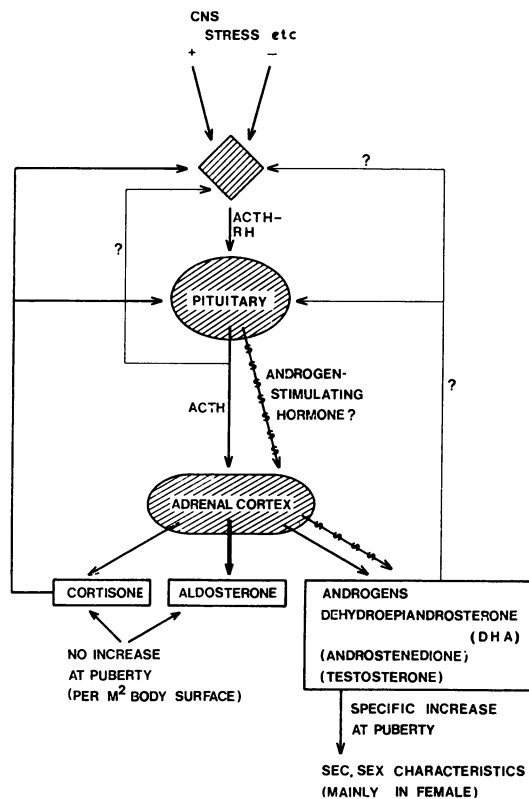 CNS
STRESS etc
+ −
?
ACTH-
RH
?
PITUITARY
ANDROGEN-
STIMULATING
HORMONE?
?
ACTH
ADRENAL CORTEX
CORTISONE
ALDOSTERONE
ANDROGENS
DEHYDROEPIANDROSTERONE
(DHA)
(ANDROSTENEDIONE)
(TESTOSTERONE)
NO INCREASE
AT PUBERTY
(PER M² BODY SURFACE)
SPECIFIC INCREASE
AT PUBERTY
SEC, SEX CHARACTERISTICS
(MAINLY IN FEMALE)